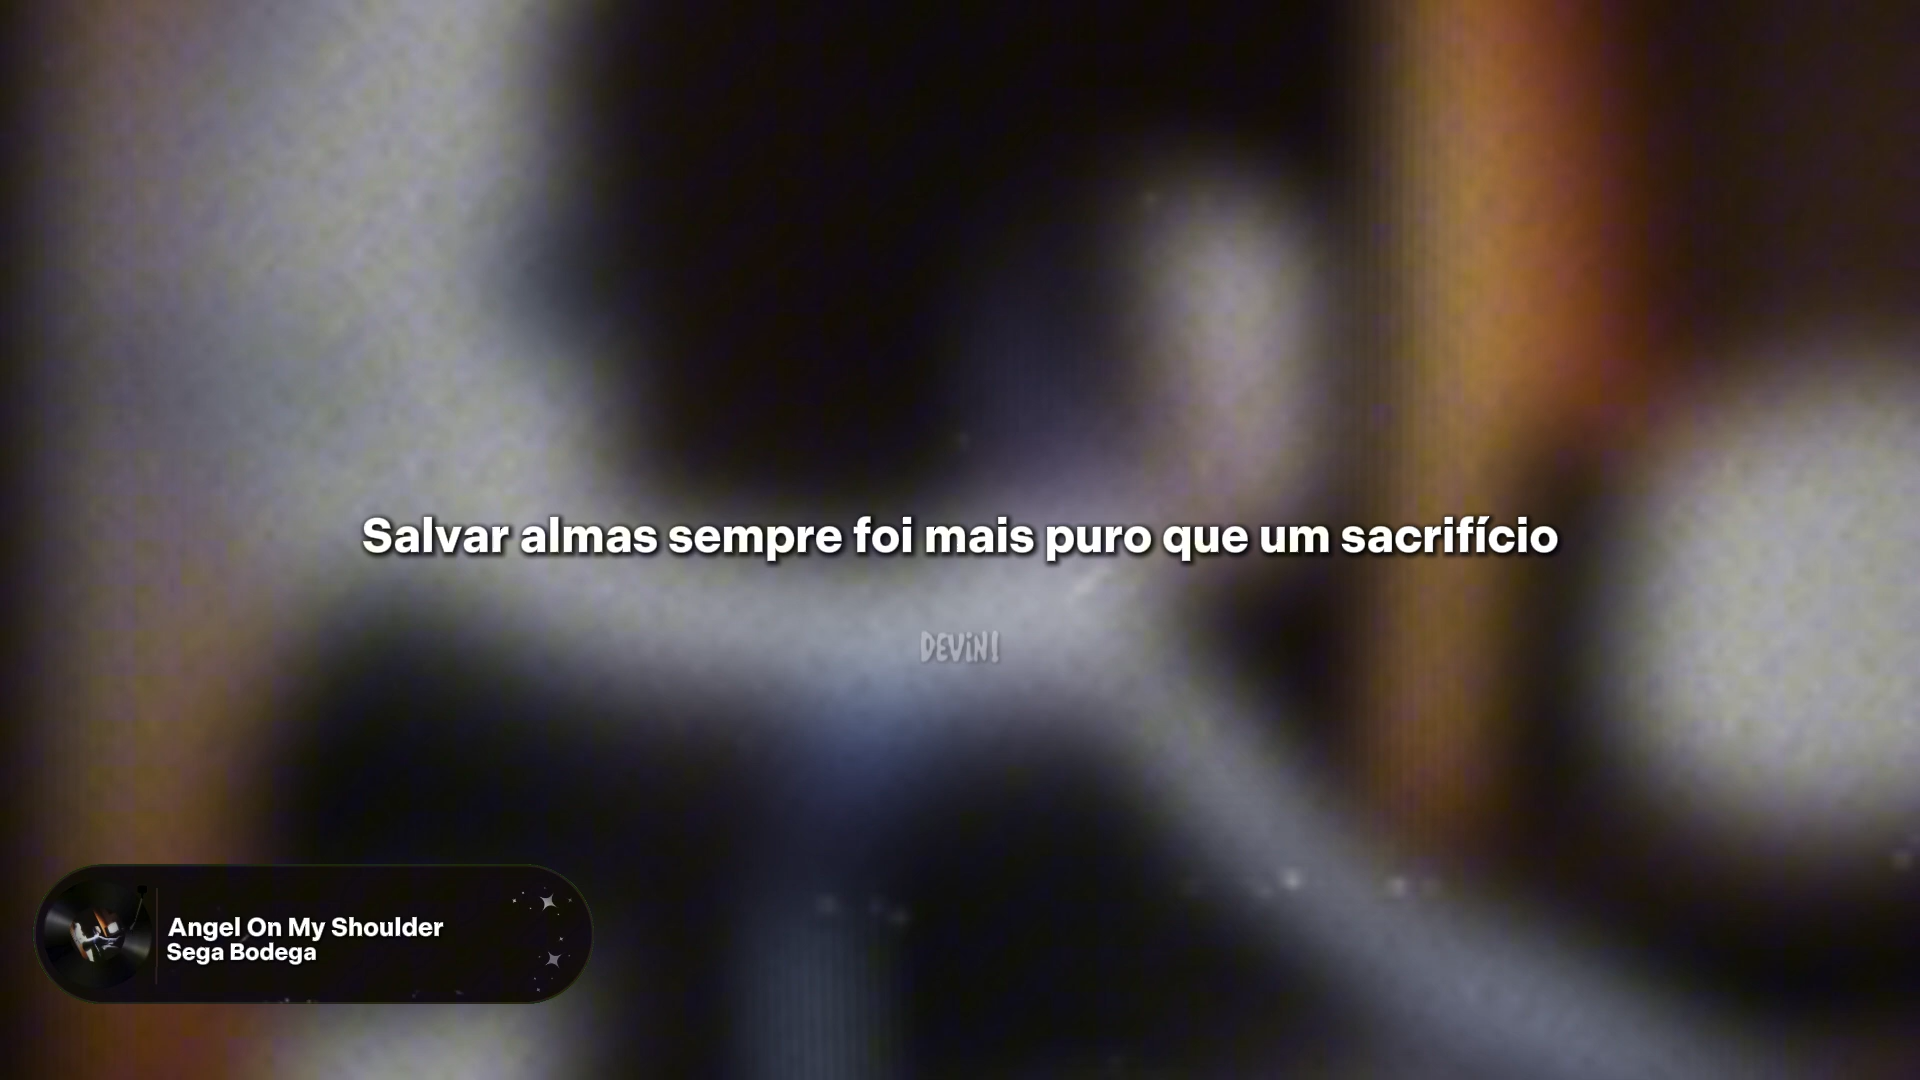 Salvar almas sempre foi mais puro que um sacrifício
DEViN!
Angel On My Shoulder
Sega Bodega